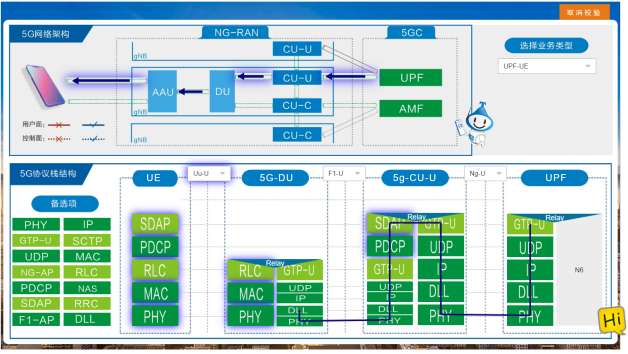 取消校验
5G网络架构
NG-RAN
5GC
选择业务类型
UPF-UE
gNB
CU-U
AAU
DU
CU-U
UPF
gNB
CU-C
AMF
gNB
CU-C
用户面:
控制面:
5G协议栈结构
备选项
PHY
IP
GTP-U
SCTP
UDP
MAC
NG-AP
RLC
PDCP
NAS
SDAP
RRC
F1-AP
DLL
UE
SDAP
PDCP
RLC
MAC
PHY
Uu-U
5G-DU
Relay
RLC
GTP-U
MAC
UDP
IP
PHY
DLL
PHY
F1-U
5g-CU-U
Relay
SDAP
GTP-U
PDCP
UDP
GTP-U
IP
UDP
IP
DLL
DLL
PHY
PHY
Ng-U
UPF
Relay
GTP-U
UDP
IP
DLL
PHY
N6
Hi